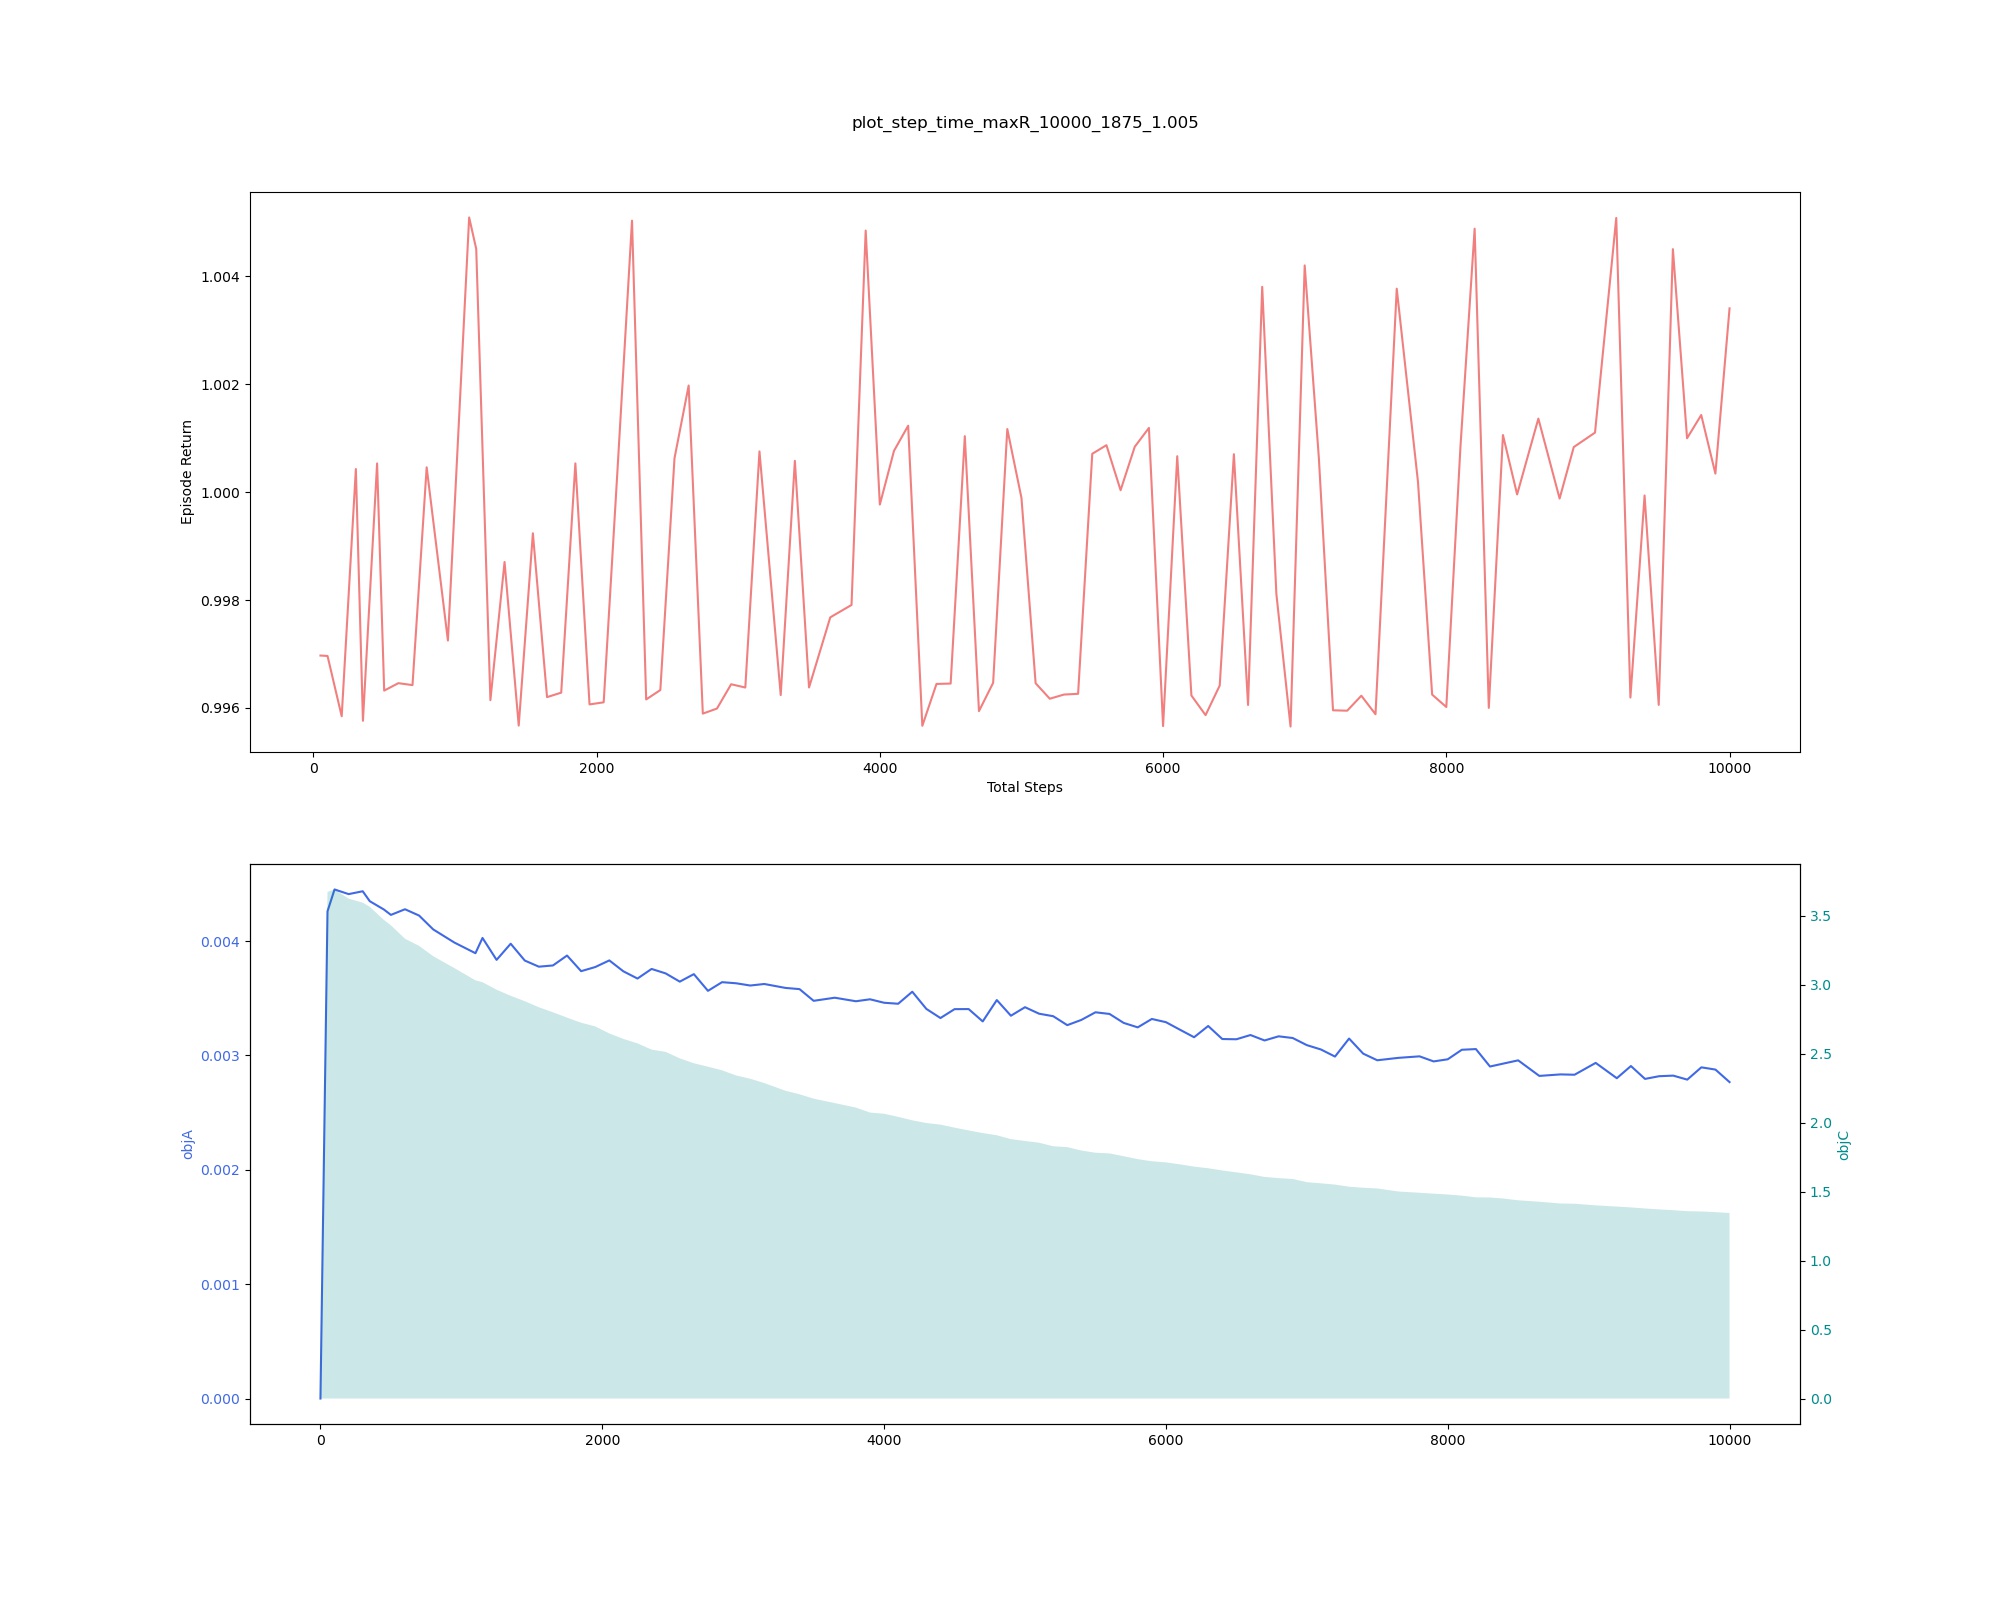 plot_step_time_maxR_10000_1875_1.005
1.004
1.002
1.000
0.998
0.996
Episode Return
0 2000 4000 6000 8000 10000
Total Steps
0.004
0.003
0.002
0.001
0.000
objA
3.5
3.0
2.5
2.0
1.5
1.0
0.5
0.0
objC
0 2000 4000 6000 8000 10000